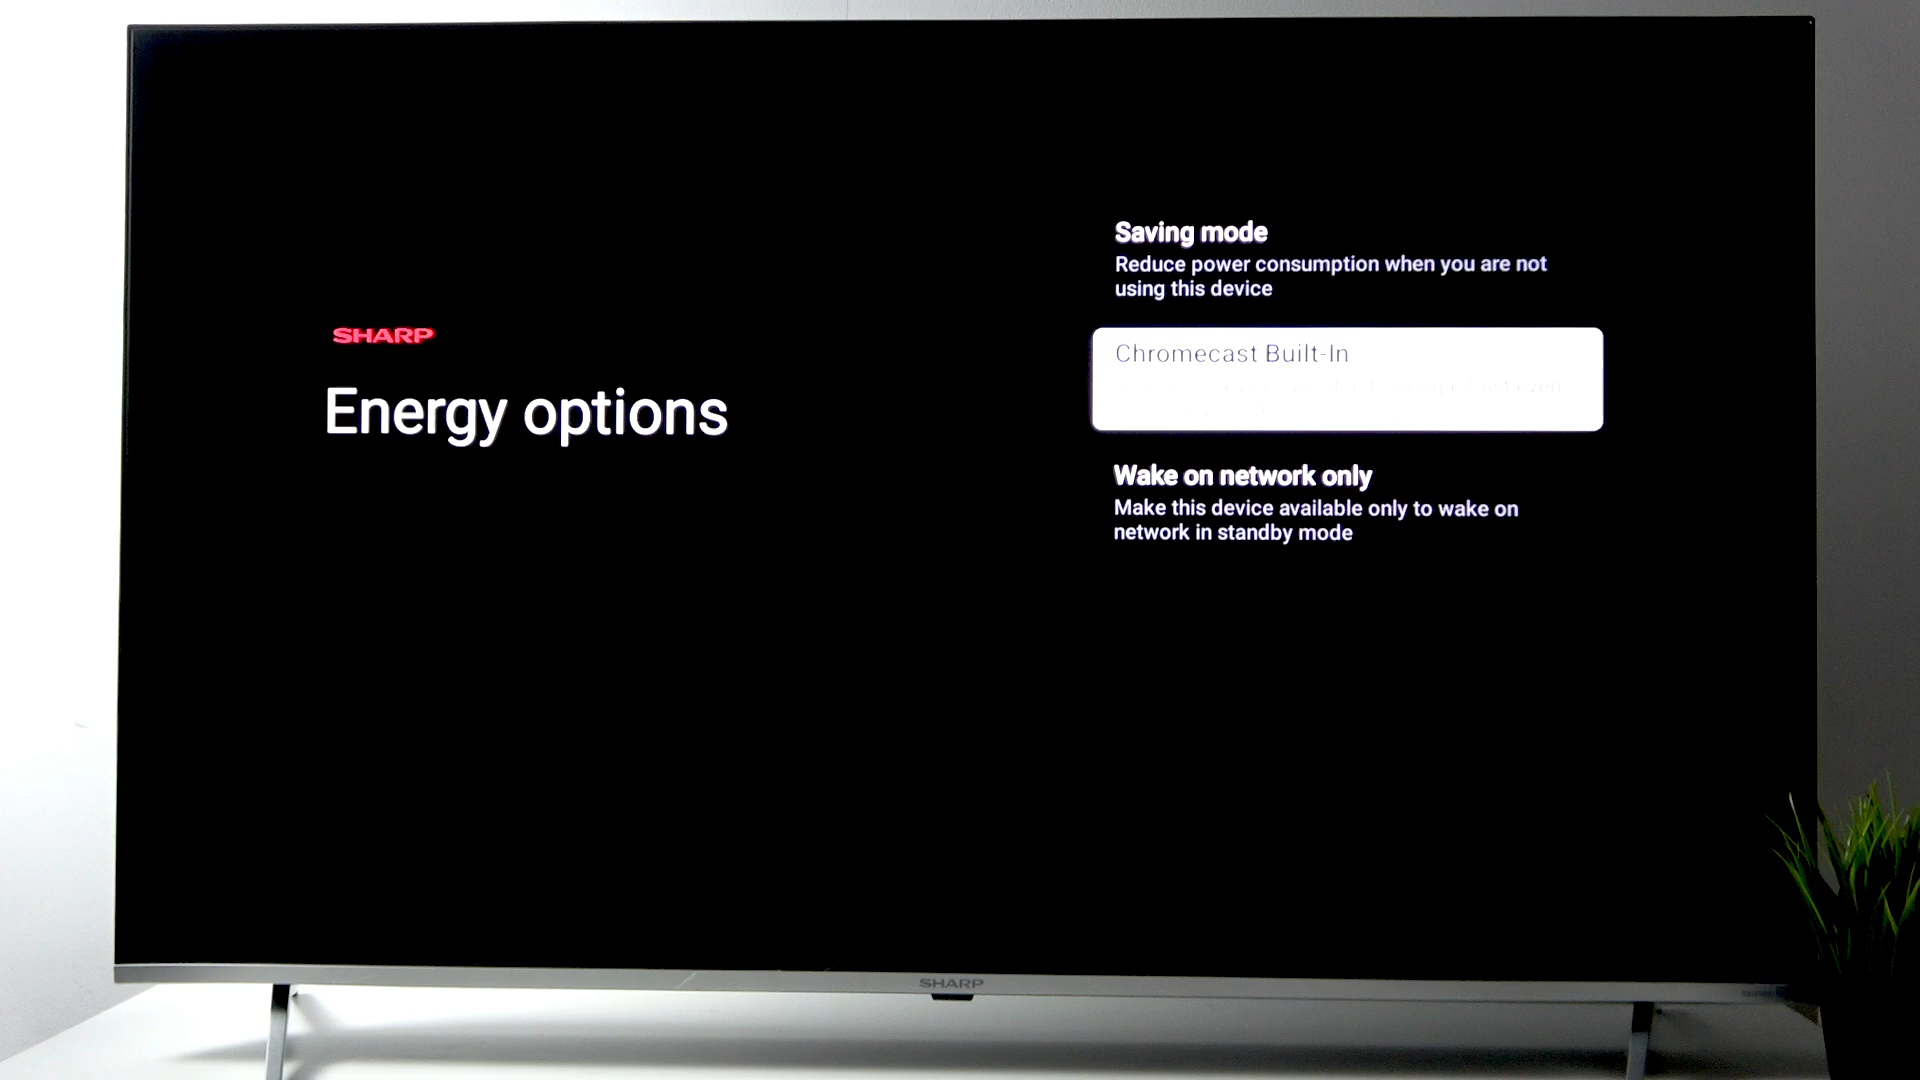 SHARP
Energy options
Saving mode
Reduce power consumption when you are not
using this device
Chromecast Built-In
Wake on network only
Make this device available only to wake on
network in standby mode
SHARP